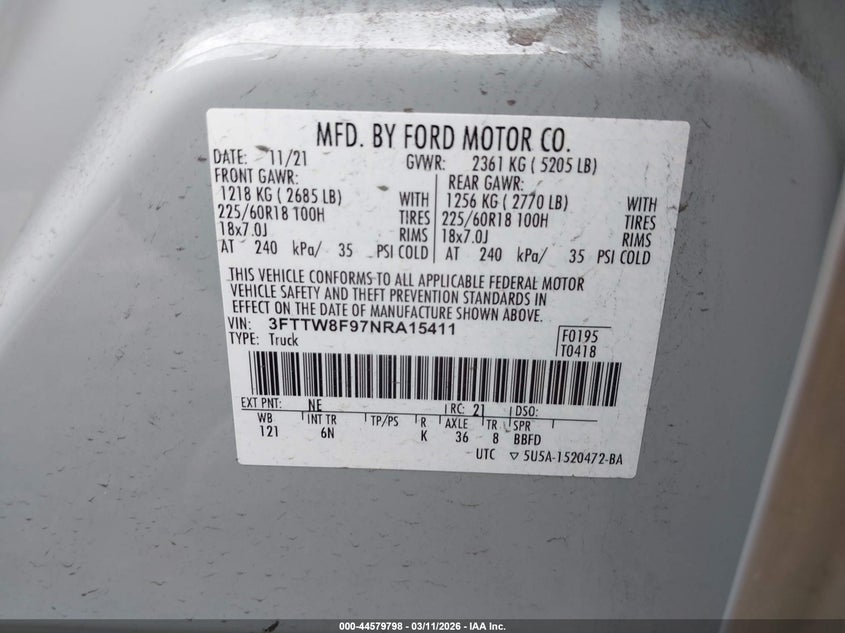 MFD. BY FORD MOTOR CO.
DATE: 11/21 GVWR: 2361 KG ( 5205 LB)
FRONT GAWR: REAR GAWR:
1218 KG ( 2685 LB) WITH 1256 KG ( 2770 LB) WITH
225/60R18 100H TIRES 225/60R18 100H TIRES
18x7.0J RIMS 18x7.0J RIMS
AT 240 kPa/ 35 PSI COLD AT 240 kPa/ 35 PSI COLD
THIS VEHICLE CONFORMS TO ALL APPLICABLE FEDERAL MOTOR
VEHICLE SAFETY AND THEFT PREVENTION STANDARDS IN
EFFECT ON THE DATE OF MANUFACTURE SHOWN ABOVE.
VIN: 3FTTW8F97NRA15411 F0195
TYPE: Truck T0418
EXT PNT: NE RC: 21 DSO:
WB INT TR TP/PS R AXLE TR SPR
121 6N K 36 8 BBFD
UTC ▽ 5U5A-1520472-BA
000-44579798 - 03/11/2026 - IAA Inc.